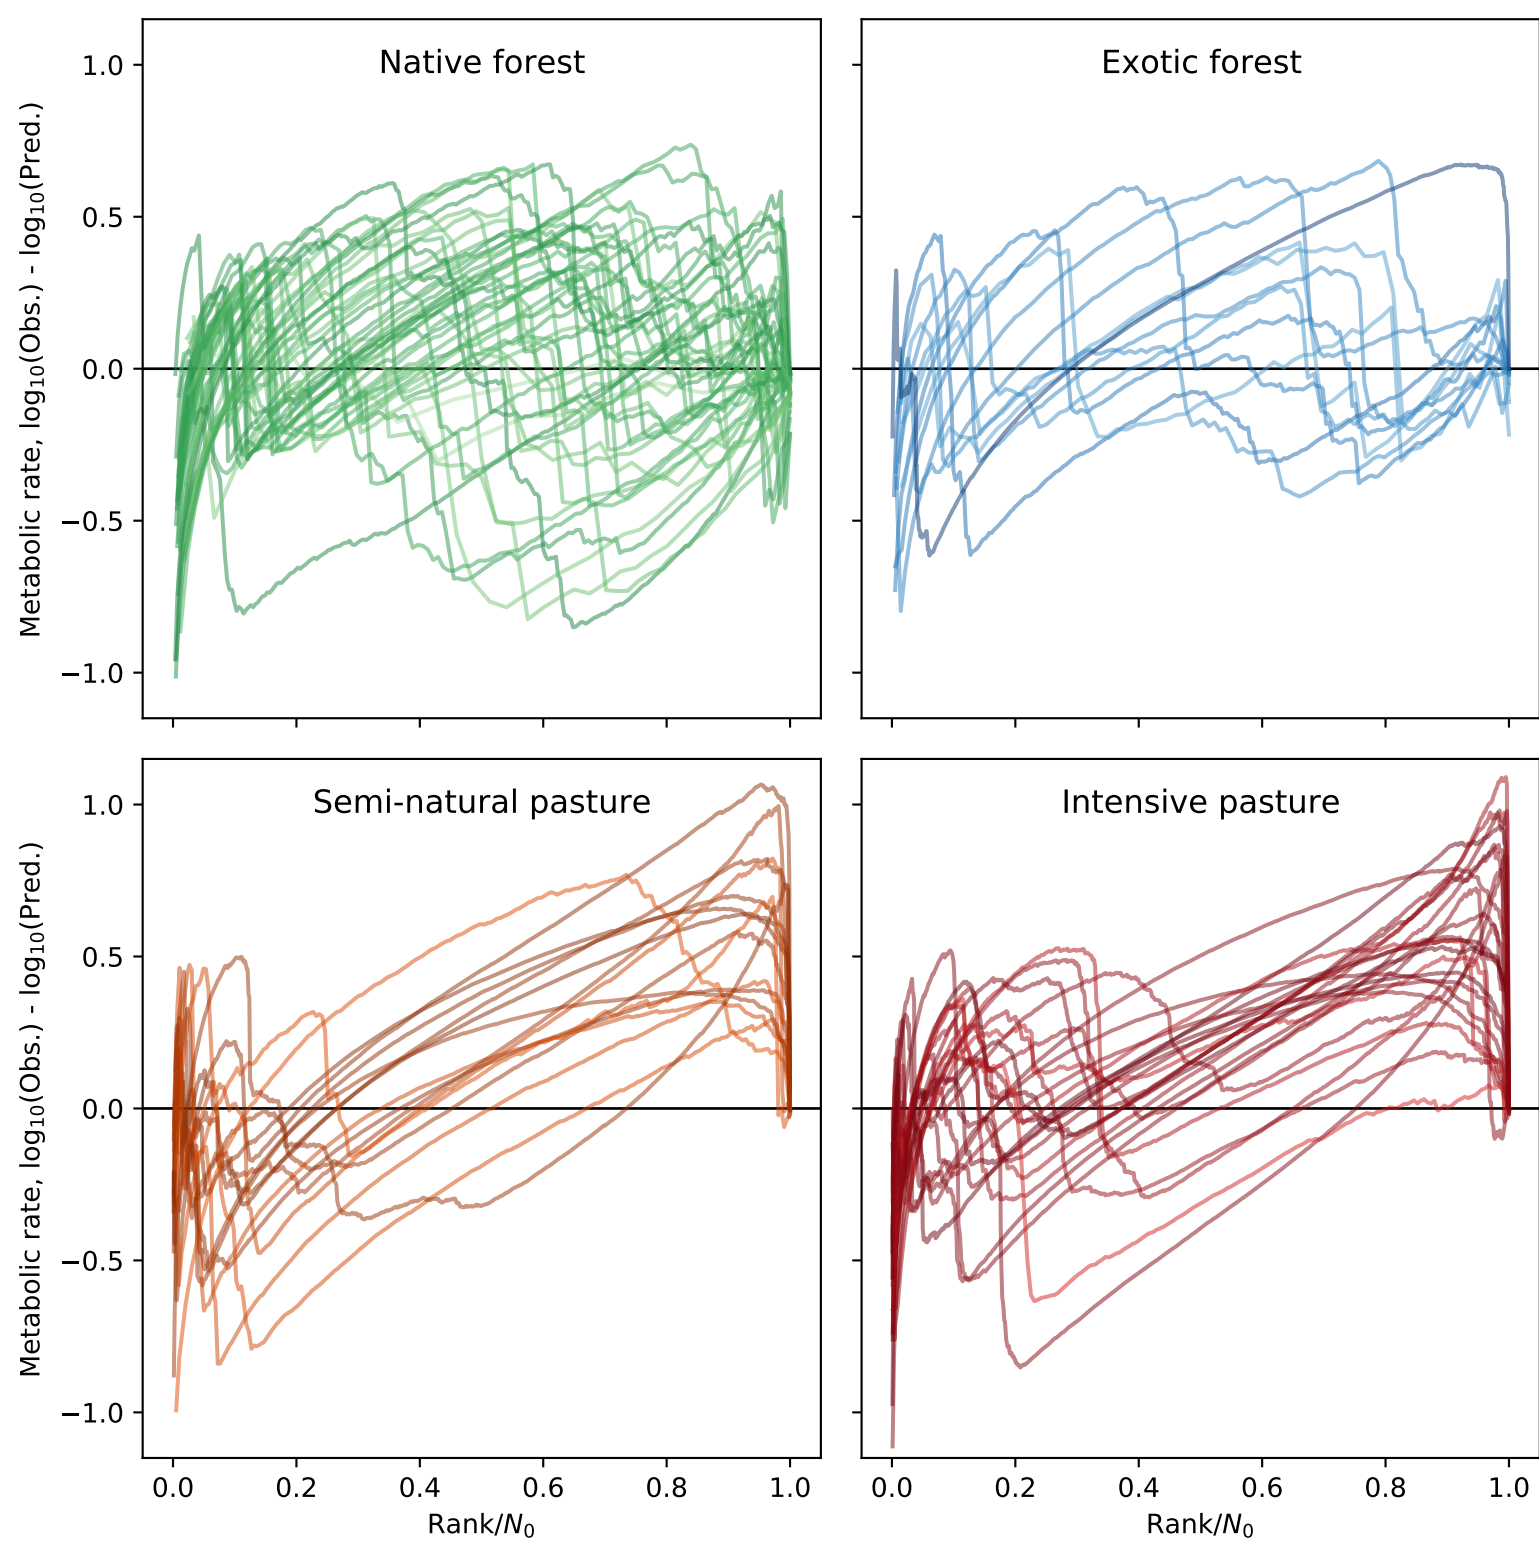 Native forest
Exotic forest
1.0
0.5
0.0
−0.5
−1.0
Metabolic rate, log₁₀(Obs.) - log₁₀(Pred.)
Semi-natural pasture
Intensive pasture
1.0
0.5
0.0
−0.5
−1.0
Metabolic rate, log₁₀(Obs.) - log₁₀(Pred.)
0.0 0.2 0.4 0.6 0.8 1.0
0.0 0.2 0.4 0.6 0.8 1.0
Rank/N₀
Rank/N₀